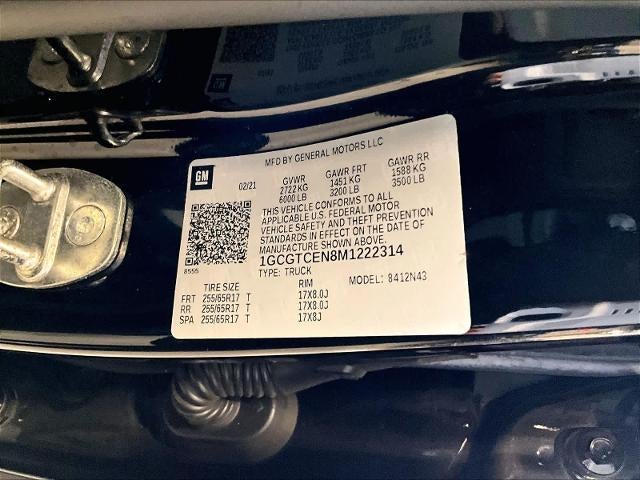 MFD BY GENERAL MOTORS LLC
GM
02/21 GVWR GAWR FRT GAWR RR
2722 KG 1451 KG 1588 KG
6000 LB 3200 LB 3500 LB
THIS VEHICLE CONFORMS TO ALL
APPLICABLE U.S. FEDERAL MOTOR
VEHICLE SAFETY AND THEFT PREVENTION
STANDARDS IN EFFECT ON THE DATE OF
MANUFACTURE SHOWN ABOVE.
1GCGTCEN8M1222314
8555 TYPE: TRUCK MODEL: 8412N43
TIRE SIZE RIM
FRT 255/65R17 T 17X8.0J
RR 255/65R17 T 17X8.0J
SPA 255/65R17 T 17X8J